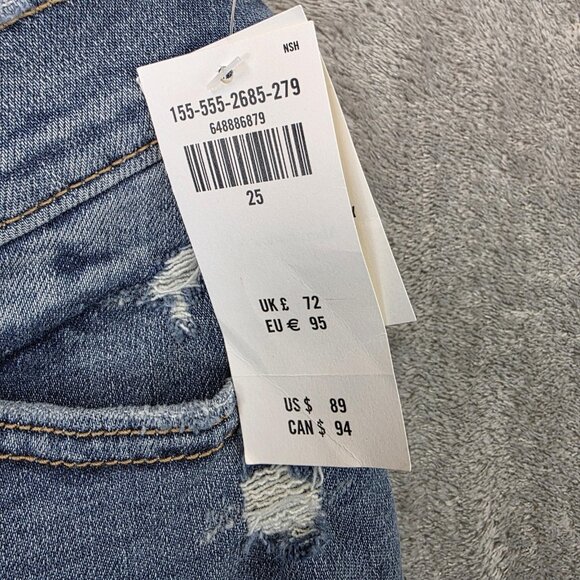 NSH
155-555-2685-279
648886879
25
UK £ 72
EU € 95
US $ 89
CAN $ 94